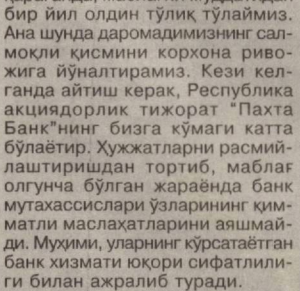 бир йил олдин тўлиқ тўлаймиз.
Ана шунда даромадимизнинг сал-
моқли қисмини корхона риво-
жига йўналтирамиз. Кези кел-
ганда айтиш керак, Республика
акциядорлик тижорат "Пахта
Банк"нинг бизга кўмаги катта
бўлаётир. Ҳужжатларни расмий-
лаштиришдан тортиб, маблағ
олгунча бўлган жараёнда банк
мутахассислари ўзларининг қим-
матли маслаҳатларини аяшмай-
ди. Муҳими, уларнинг кўрсатаётган
банк хизмати юқори сифатлили-
ги билан ажралиб туради.